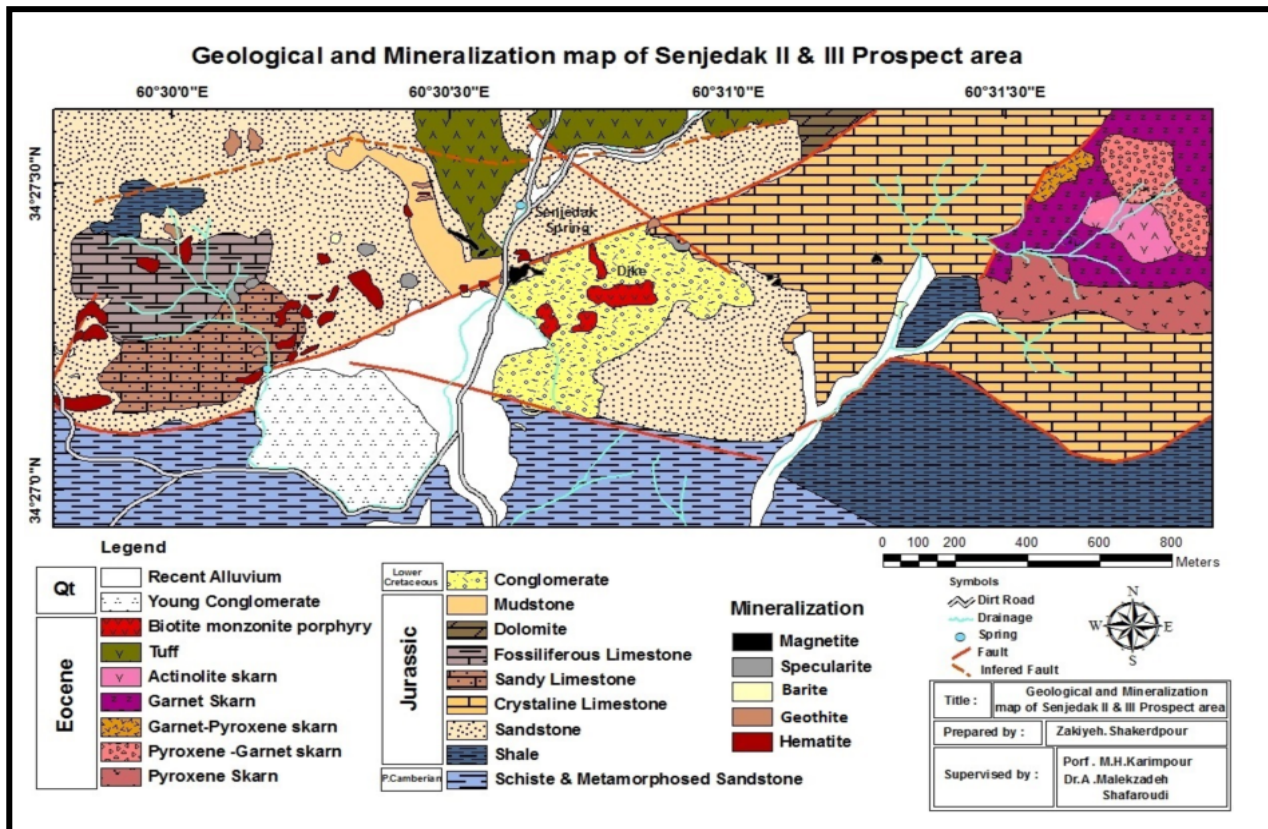 Geological and Mineralization map of Senjedak II & III Prospect area
60°30'0"E
60°30'3"0"E
60°31'0"E
60°31'3"0"E
34°27'30"N
34°27'0"N
Senjedak
Spring
Dike
Legend
Qt
Recent Alluvium
Young Conglomerate
Eocene
Biotite monzonite porphyry
Tuff
Actinolite skarn
Garnet Skarn
Garnet-Pyroxene skarn
Pyroxene -Garnet skarn
Pyroxene Skarn
Lower
Cretaceous
Conglomerate
Jurassic
Mudstone
Dolomite
Fossiliferous Limestone
Sandy Limestone
Crystaline Limestone
Sandstone
Shale
P.Camberian
Schiste & Metamorphosed Sandstone
Mineralization
Magnetite
Specularite
Barite
Geothite
Hematite
0 100 200 400 600 800
Meters
Symbols
Dirt Road
Drainage
Spring
Fault
Infered Fault
N
W E
S
Title :
Geological and Mineralization
map of Senjedak II & III Prospect area
Prepared by :
Zakiyeh. Shakerdpour
Supervised by :
Porf . M.H.Karimpour
Dr.A .Malekzadeh
Shafaroudi